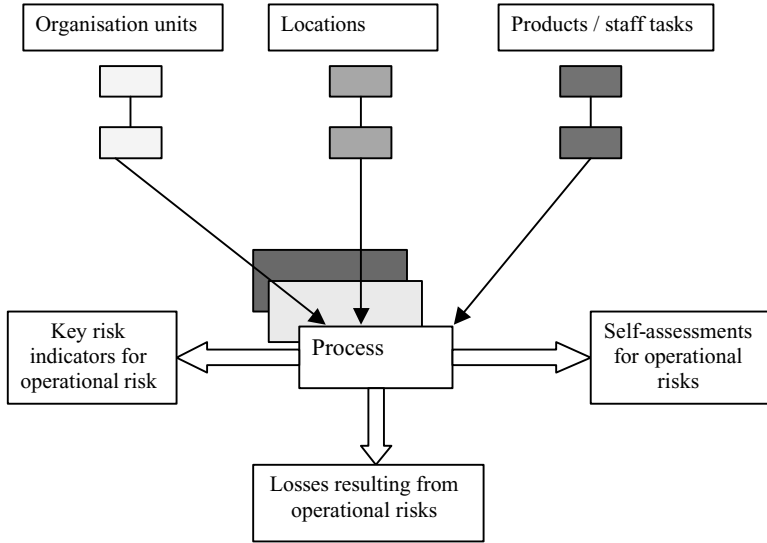 Organisation units
Locations
Products / staff tasks
Key risk
indicators for
operational risk
Process
Self-assessments
for operational
risks
Losses resulting from
operational risks